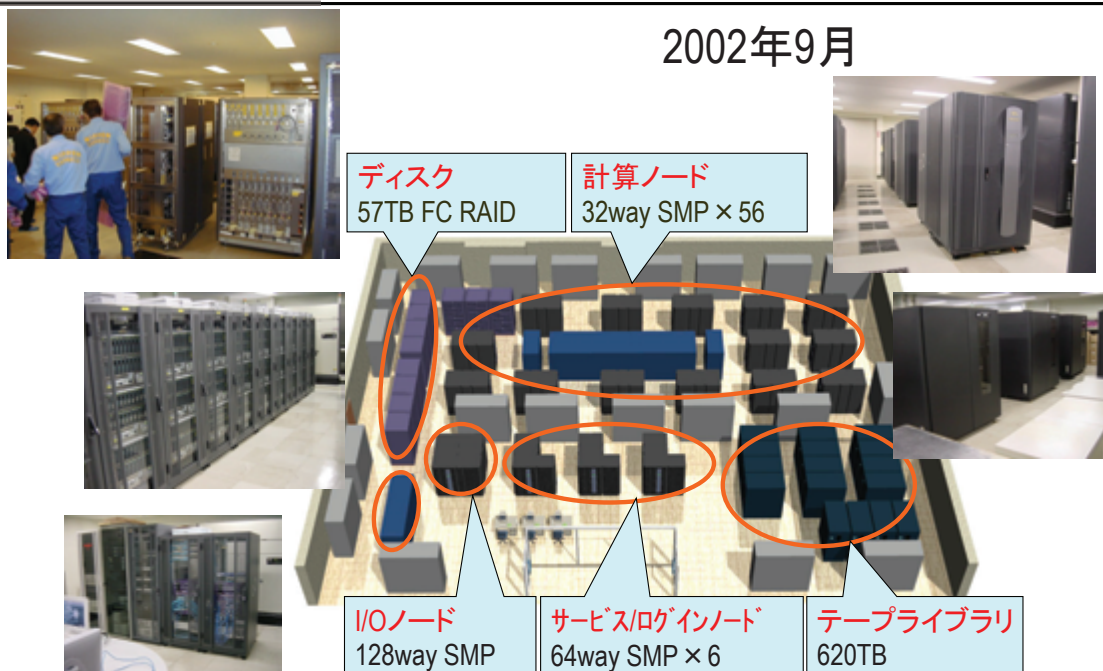 2002年9月
ディスク
57TB FC RAID
計算ノード
32way SMP × 56
I/Oノード
128way SMP
サービス/ログインノード
64way SMP × 6
テープライブラリ
620TB